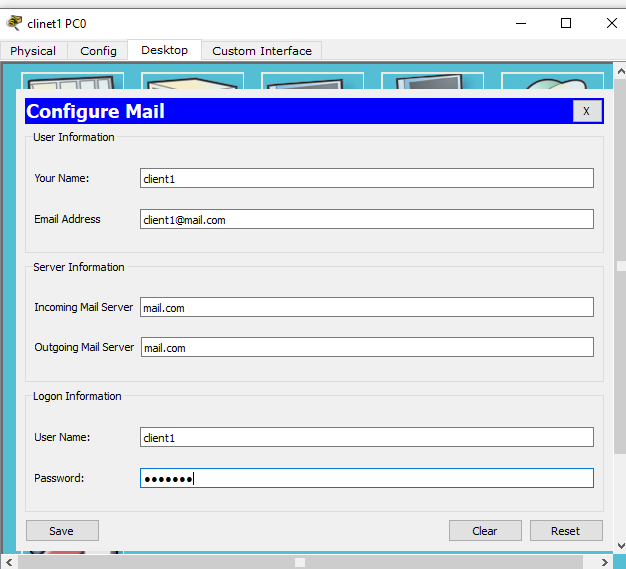 clinet1 PC0
Physical Config Desktop Custom Interface
Configure Mail X
User Information
Your Name: client1
Email Address client1@mail.com
Server Information
Incoming Mail Server mail.com
Outgoing Mail Server mail.com
Logon Information
User Name: client1
Password: •••••••
Save Clear Reset